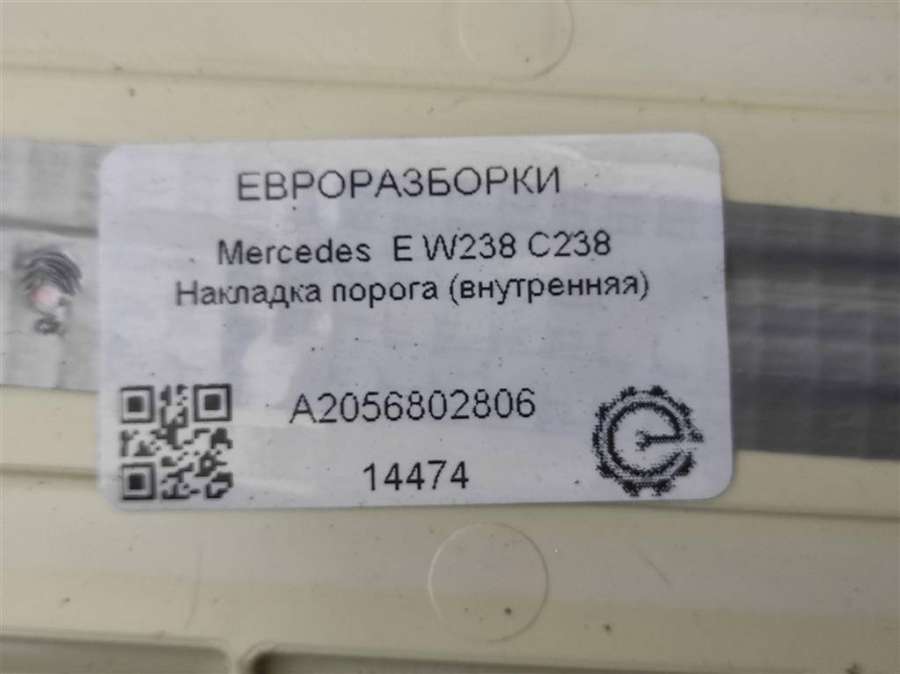 ЕВРОРАЗБОРКИ
Mercedes E W238 C238
Накладка порога (внутренняя)
A2056802806
14474